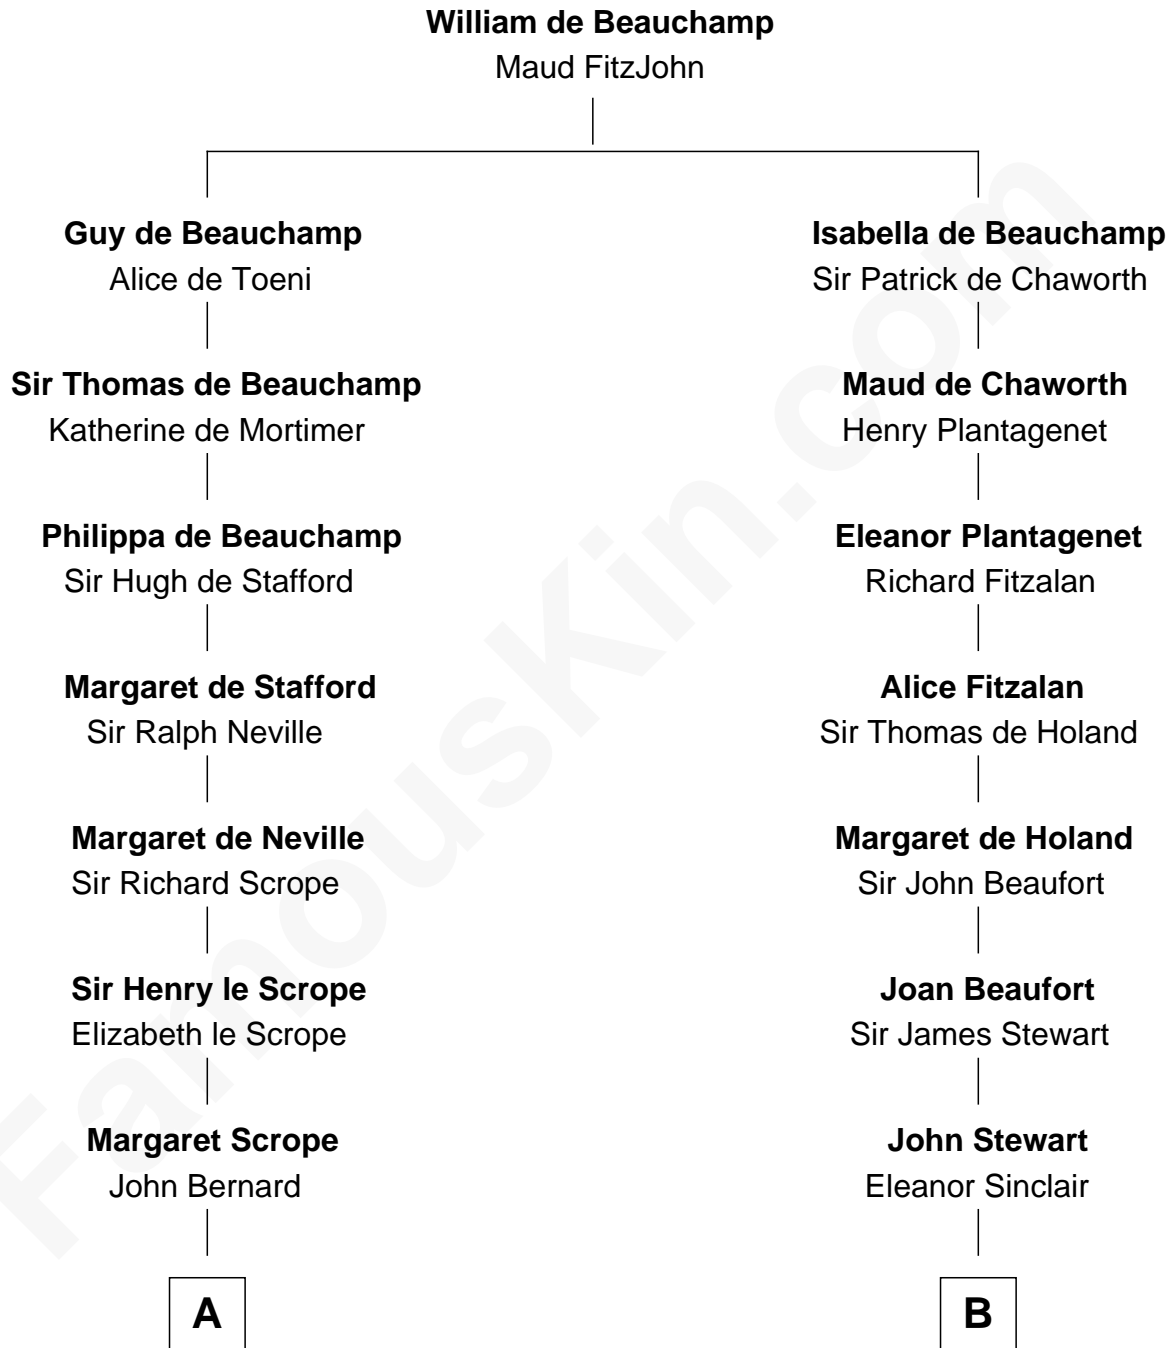 William de Beauchamp
Maud FitzJohn
Guy de Beauchamp
Alice de Toeni
Isabella de Beauchamp
Sir Patrick de Chaworth
Sir Thomas de Beauchamp
Katherine de Mortimer
Maud de Chaworth
Henry Plantagenet
Philippa de Beauchamp
Sir Hugh de Stafford
Eleanor Plantagenet
Richard Fitzalan
Margaret de Stafford
Sir Ralph Neville
Alice Fitzalan
Sir Thomas de Holand
Margaret de Neville
Sir Richard Scrope
Margaret de Holand
Sir John Beaufort
Sir Henry le Scrope
Elizabeth le Scrope
Joan Beaufort
Sir James Stewart
Margaret Scrope
John Bernard
John Stewart
Eleanor Sinclair
A
B
FamousKin.com